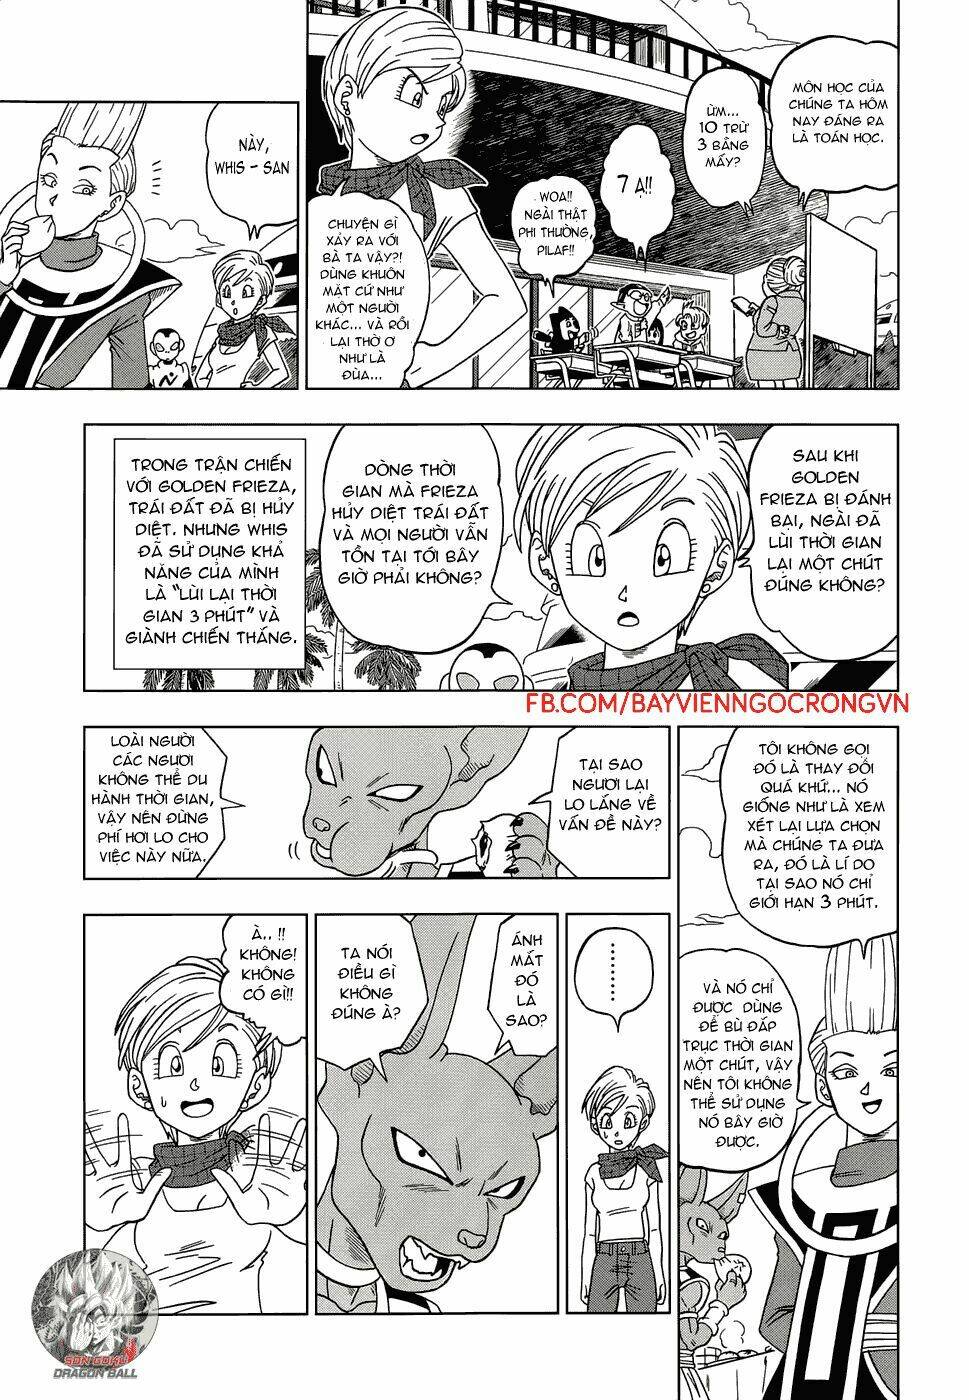 MÔN HỌC CỦA
CHÚNG TA HÔM
NAY ĐÁNG RA
LÀ TOÁN HỌC.
ỪM...
10 TRỪ
3 BẰNG
MẤY?
7 Ạ!!
WOA!!
NGÀI THẬT
PHI THƯỜNG,
PILAF!!
CHUYỆN GÌ
XẢY RA VỚI
BÀ TA VẬY?!
DÙNG KHUÔN
MẶT CỨ NHƯ
MỘT NGƯỜI
KHÁC... VÀ RỒI
LẠI THỜ Ơ
NHƯ LÀ
ĐÙA...
NÀY,
WHIS - SAN
SAU KHI
GOLDEN
FRIEZA BỊ ĐÁNH
BẠI, NGÀI ĐÃ
LÙI THỜI GIAN
LẠI MỘT CHÚT
ĐÚNG KHÔNG?
DÒNG THỜI
GIAN MÀ FRIEZA
HỦY DIỆT TRÁI ĐẤT
VÀ MỌI NGƯỜI VẪN
TỒN TẠI TỚI BÂY
GIỜ PHẢI KHÔNG?
TRONG TRẬN CHIẾN
VỚI GOLDEN FRIEZA,
TRÁI ĐẤT ĐÃ BỊ HỦY
DIỆT. NHƯNG WHIS
ĐÃ SỬ DỤNG KHẢ
NĂNG CỦA MÌNH
LÀ "LÙI LẠI THỜI
GIAN 3 PHÚT" VÀ
GIÀNH CHIẾN THẮNG.
FB.COM/BAYVIENNGOCRONGVN
TÔI KHÔNG GỌI
ĐÓ LÀ THAY ĐỔI
QUÁ KHỨ... NÓ
GIỐNG NHƯ LÀ XEM
XÉT LẠI LỰA CHỌN
MÀ CHÚNG TA ĐƯA
RA, ĐÓ LÀ LÍ DO
TẠI SAO NÓ CHỈ
GIỚI HẠN 3 PHÚT.
VÀ NÓ CHỈ
ĐƯỢC DÙNG
ĐỂ BÙ ĐẮP
TRỤC THỜI GIAN
MỘT CHÚT, VẬY
NÊN TÔI KHÔNG
THỂ SỬ DỤNG
NÓ BÂY GIỜ
ĐƯỢC.
TẠI SAO
NGƯƠI LẠI
LO LẮNG VỀ
VẤN ĐỀ NÀY?
LOÀI NGƯỜI
CÁC NGƯƠI
KHÔNG THỂ DU
HÀNH THỜI GIAN,
VẬY NÊN ĐỪNG
PHÍ HƠI LO CHO
VIỆC NÀY NỮA.
.........
ÁNH
MẮT
ĐÓ
LÀ
SAO?
TA NÓI
ĐIỀU GÌ
KHÔNG
ĐÚNG À?
À.. !!
KHÔNG!
KHÔNG
CÓ GÌ!!
SON GOKU
DRAGON BALL